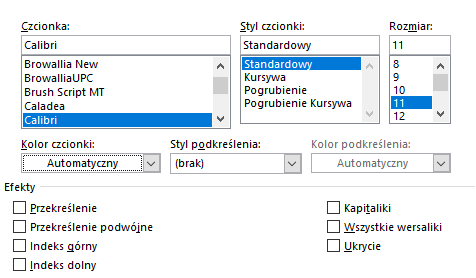 Czcionka: Styl czcionki: Rozmiar:
Calibri Standardowy 11
Browallia New Standardowy 8
BrowalliaUPC Kursywa 9
Brush Script MT Pogrubienie 10
Caladea Pogrubienie Kursywa 11
Calibri 12
Kolor czcionki: Styl podkreślenia: Kolor podkreślenia:
Automatyczny (brak) Automatyczny
Efekty
Przekreślenie Kapitaliki
Przekreślenie podwójne Wszystkie wersaliki
Indeks górny Ukrycie
Indeks dolny